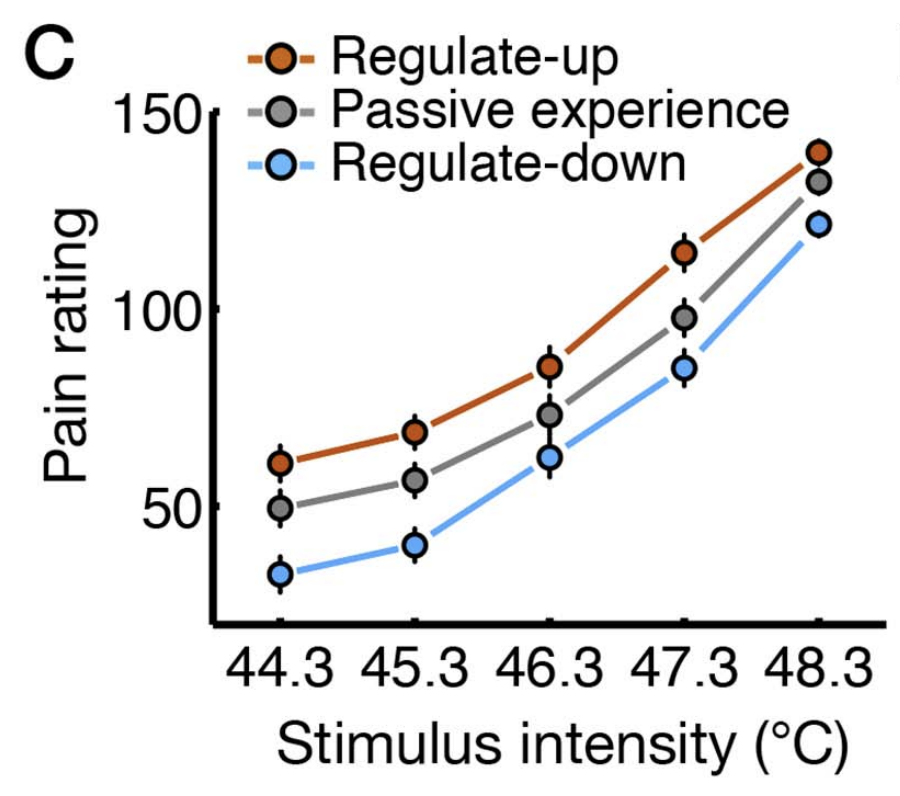 C
Regulate-up
Passive experience
Regulate-down
150
100
50
Pain rating
44.3 45.3 46.3 47.3 48.3
Stimulus intensity (°C)